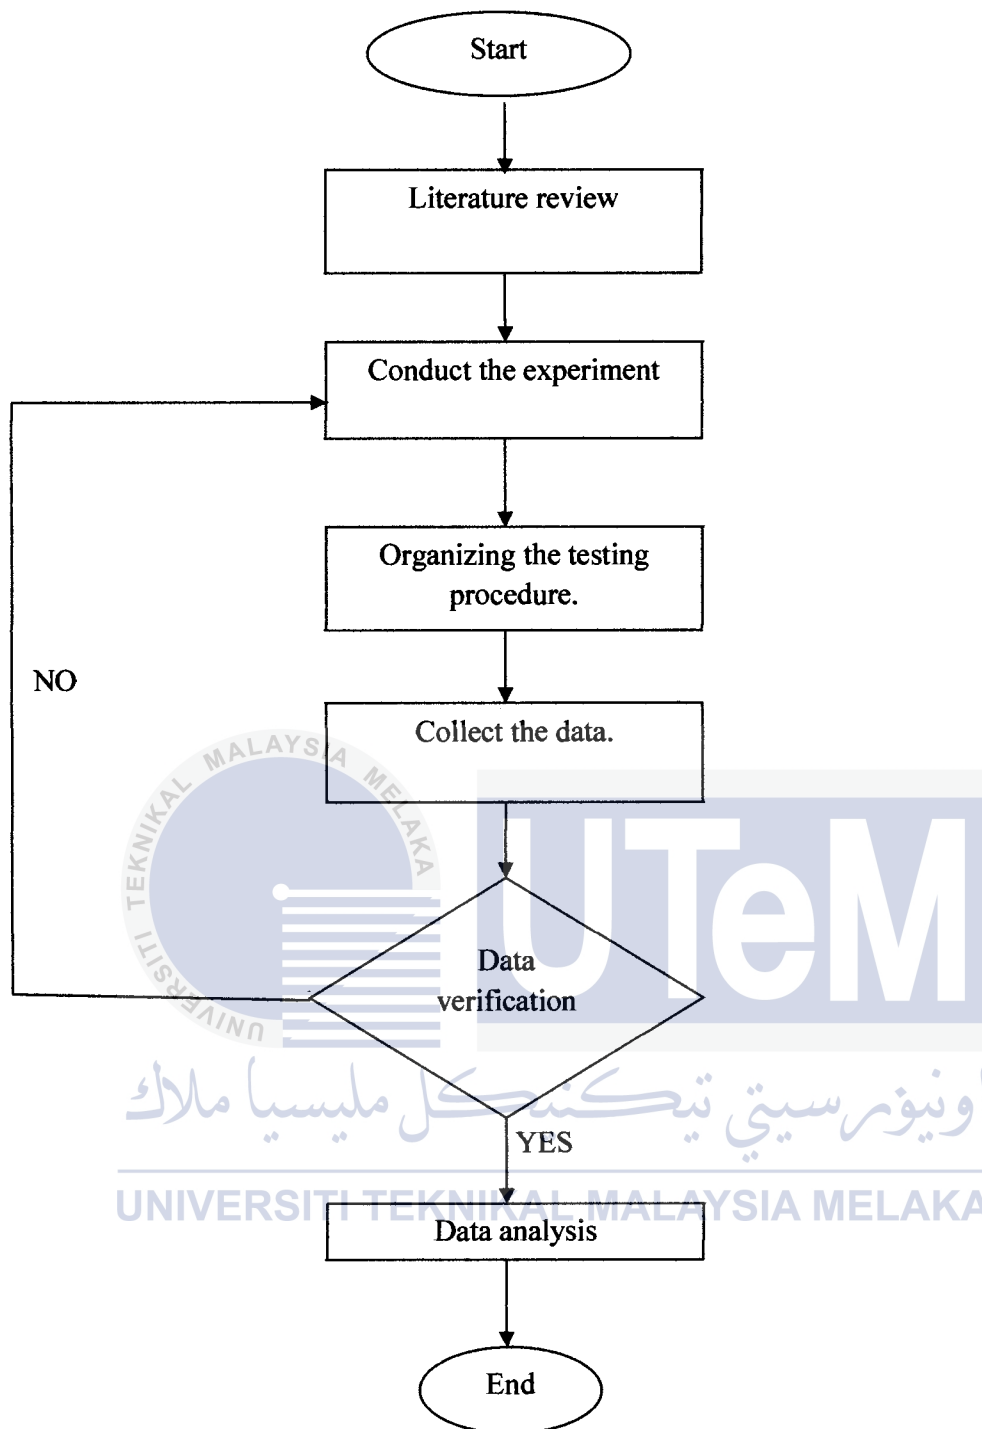 Start
Literature review
Conduct the experiment
Organizing the testing
procedure.
NO
Collect the data.
UNIVERSITI TEKNIKAL MALAYSIA MELAKA
UTeM
Data
verification
اونيۏرسيتي تيكنيكل مليسيا ملاك
YES
UNIVERSITI TEKNIKAL MALAYSIA MELAKA
Data analysis
End